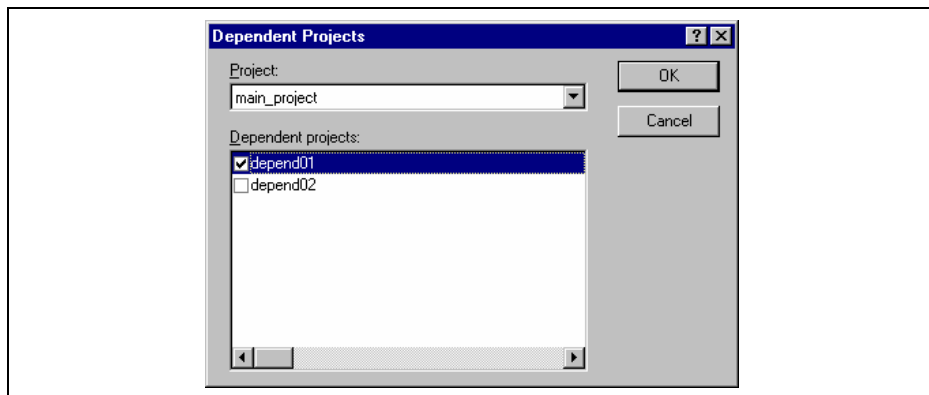 Dependent Projects
Project:
OK
main_project
Cancel
Dependent projects:
depend01
depend02